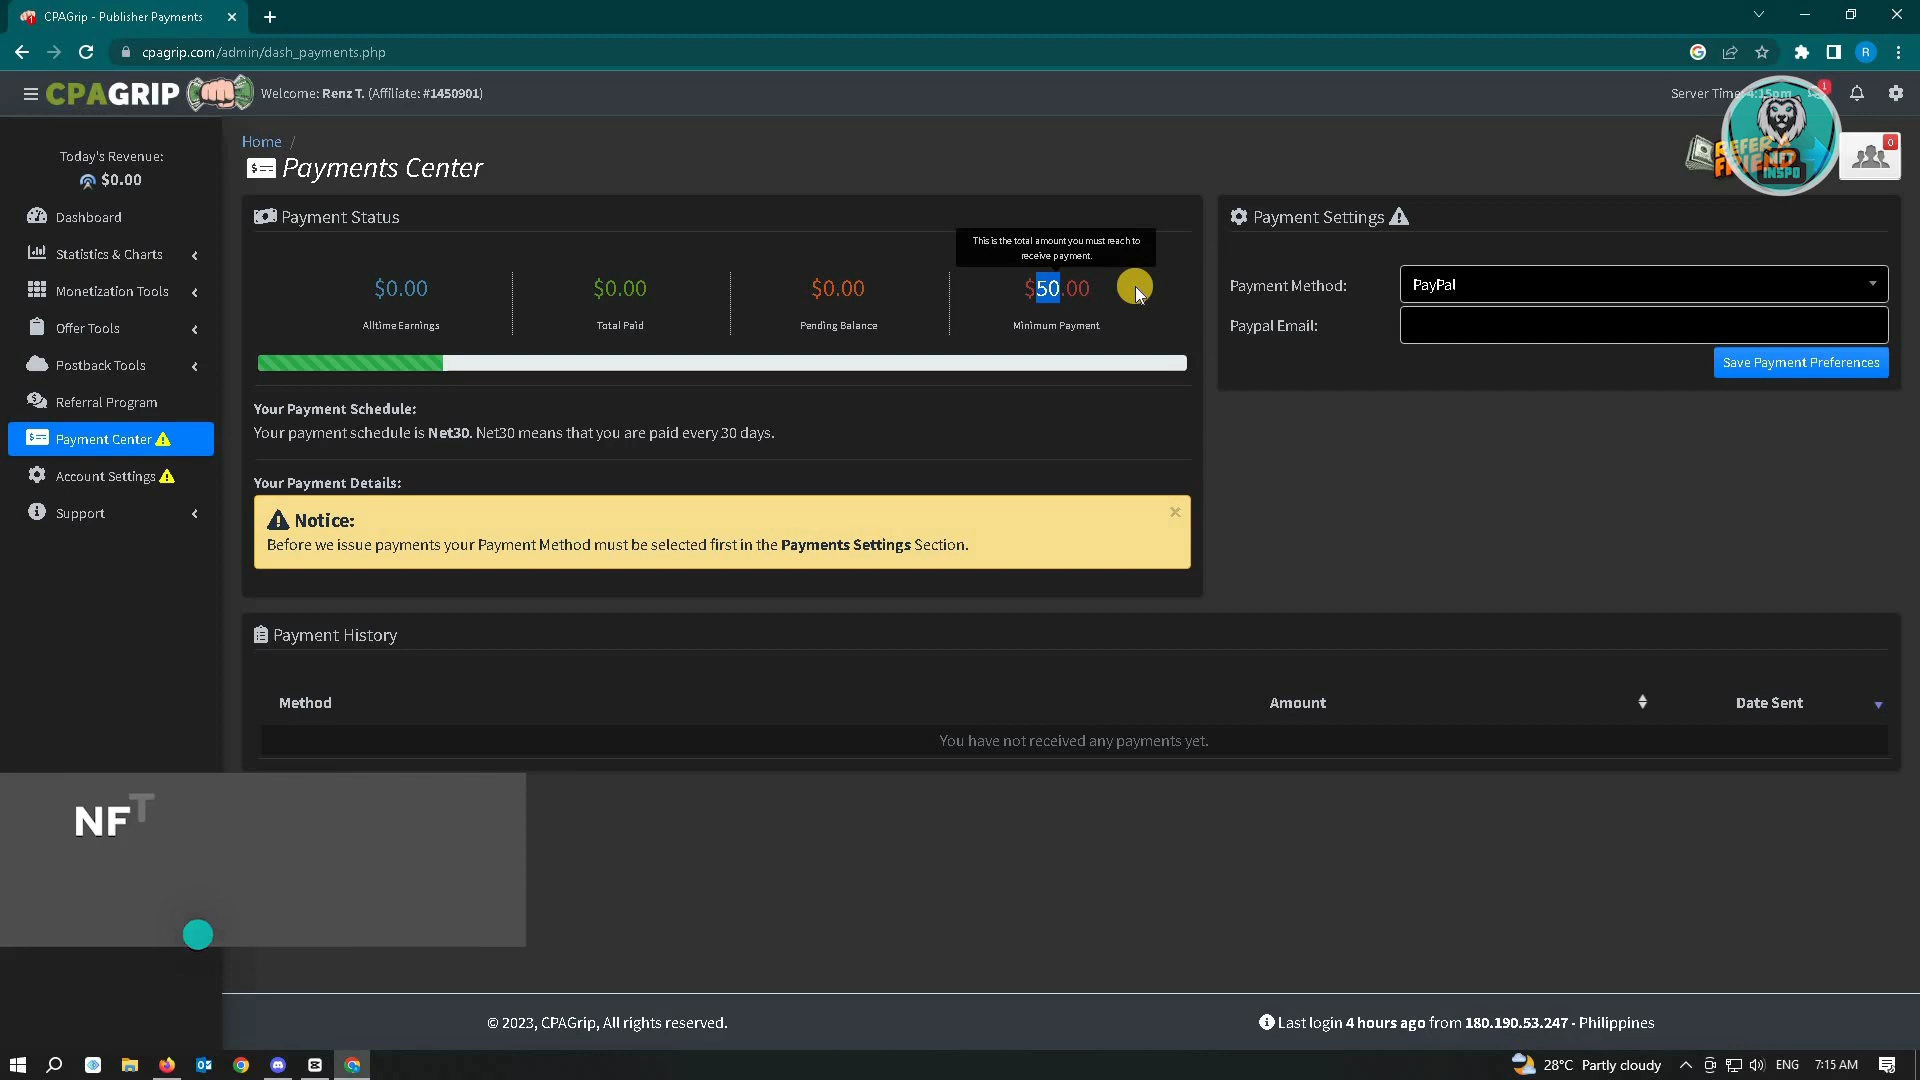 CPAGrip - Publisher Payments
cpagrip.com/admin/dash_payments.php
R
CPAGRIP
Welcome: Renz T. (Affiliate: #1450901)
Server Time: 4:15pm
1
Today's Revenue:
$0.00
Dashboard
Statistics & Charts
Monetization Tools
Offer Tools
Postback Tools
Referral Program
Payment Center
Account Settings
Support
Home /
Payments Center
REFER A
FRIEND
INSPO
0
Payment Status
This is the total amount you must reach to
receive payment.
$0.00 $0.00 $0.00 $50.00
Alltime Earnings Total Paid Pending Balance Minimum Payment
Your Payment Schedule:
Your payment schedule is Net30. Net30 means that you are paid every 30 days.
Your Payment Details:
Notice:
Before we issue payments your Payment Method must be selected first in the Payments Settings Section.
Payment Settings
Payment Method: PayPal
Paypal Email:
Save Payment Preferences
Payment History
Method Amount Date Sent
You have not received any payments yet.
NFT
© 2023, CPAGrip, All rights reserved.
Last login 4 hours ago from 180.190.53.247 - Philippines
28°C Partly cloudy ENG 7:15 AM